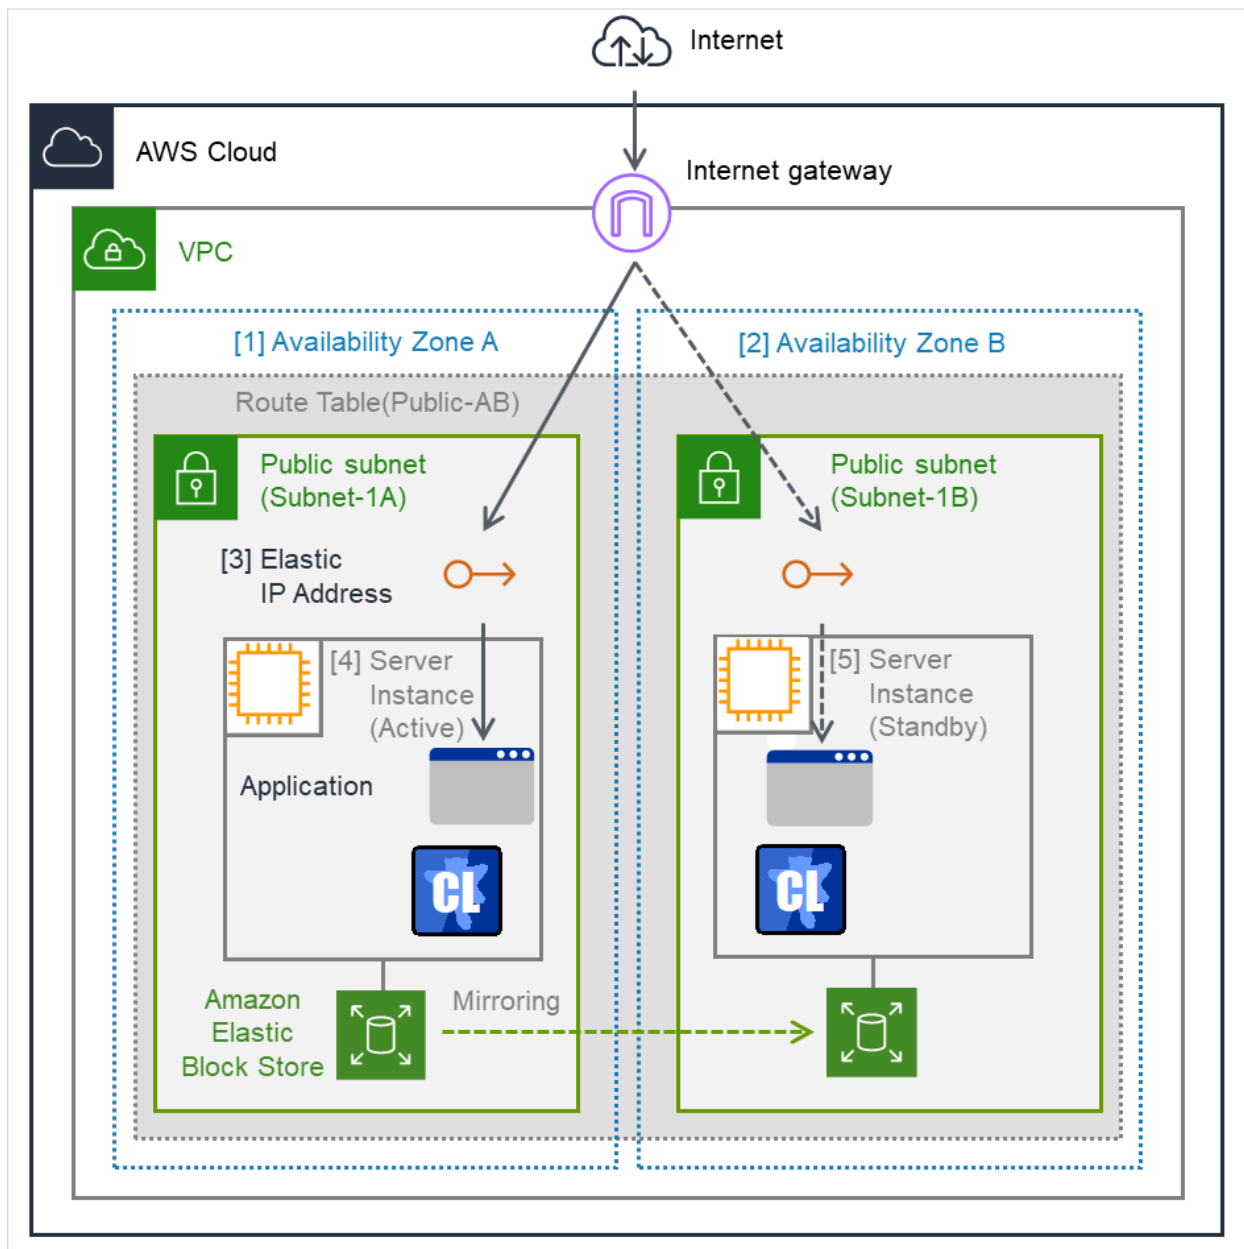 Internet
AWS Cloud
Internet gateway
VPC
[1] Availability Zone A
[2] Availability Zone B
Route Table(Public-AB)
Public subnet
(Subnet-1A)
Public subnet
(Subnet-1B)
[3] Elastic
IP Address
[4] Server
Instance
(Active)
[5] Server
Instance
(Standby)
Application
CL
CL
Amazon
Elastic
Block Store
Mirroring